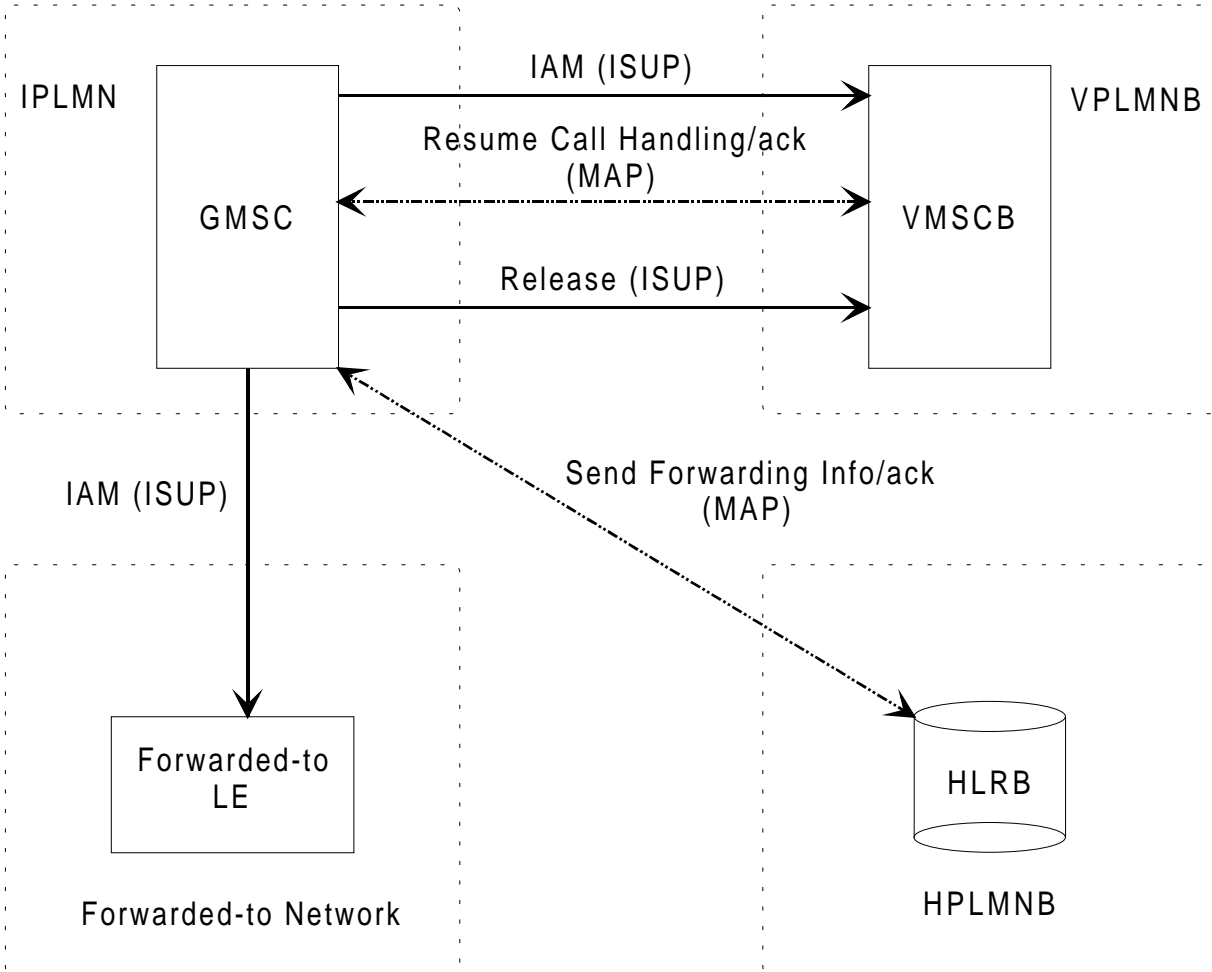 IAM (ISUP)
IPLMN
VPLMNB
Resume Call Handling/ack
(MAP)
GMSC
VMSCB
Release (ISUP)
Send Forwarding Info/ack
(MAP)
IAM (ISUP)
Forwarded-to
LE
HLRB
Forwarded-to Network
HPLMNB